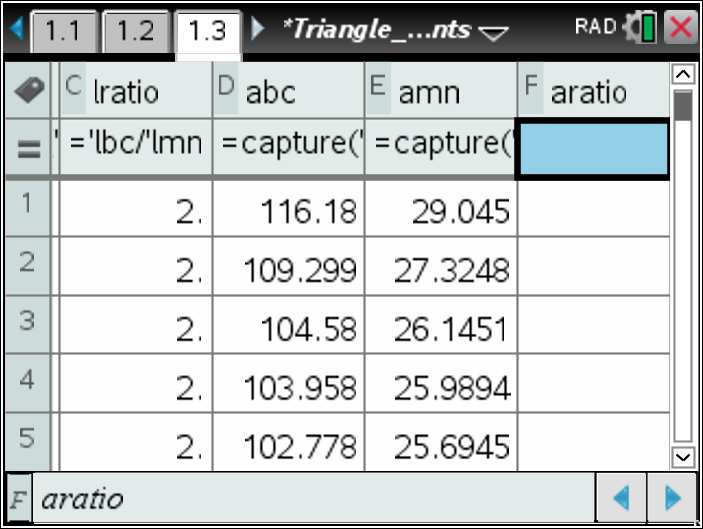 1.1 1.2 1.3 *Triangle_...nts RAD
C lratio D abc E amn F aratio
= ' ='lbc/'lmn =capture(' =capture('
1 2. 116.18 29.045
2 2. 109.299 27.3248
3 2. 104.58 26.1451
4 2. 103.958 25.9894
5 2. 102.778 25.6945
F aratio